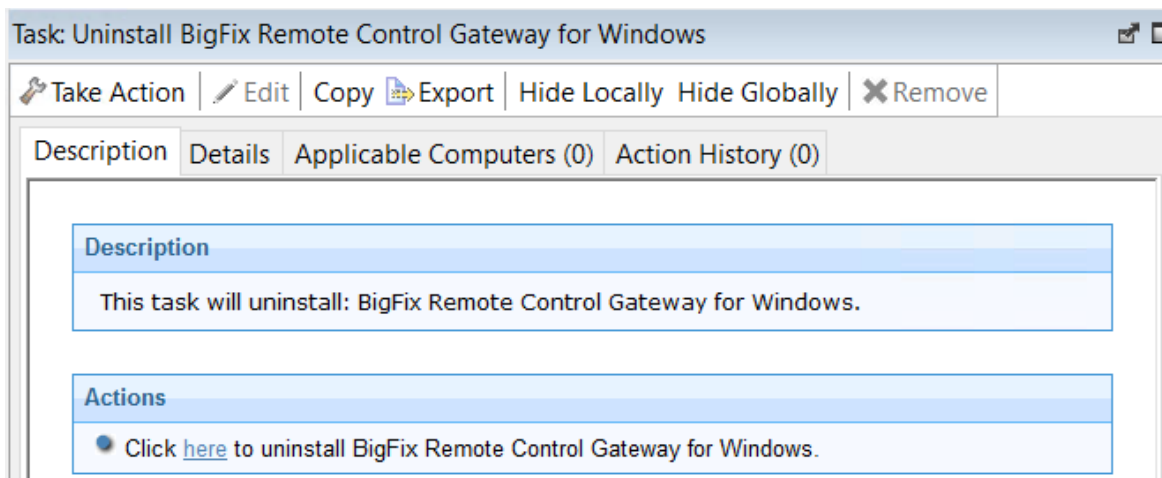 Task: Uninstall BigFix Remote Control Gateway for Windows
Take Action Edit Copy Export Hide Locally Hide Globally Remove
Description Details Applicable Computers (0) Action History (0)
Description
This task will uninstall: BigFix Remote Control Gateway for Windows.
Actions
Click here to uninstall BigFix Remote Control Gateway for Windows.